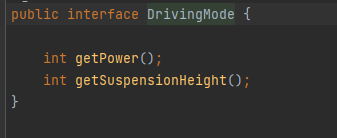 public interface DrivingMode {
int getPower();
int getSuspensionHeight();
}